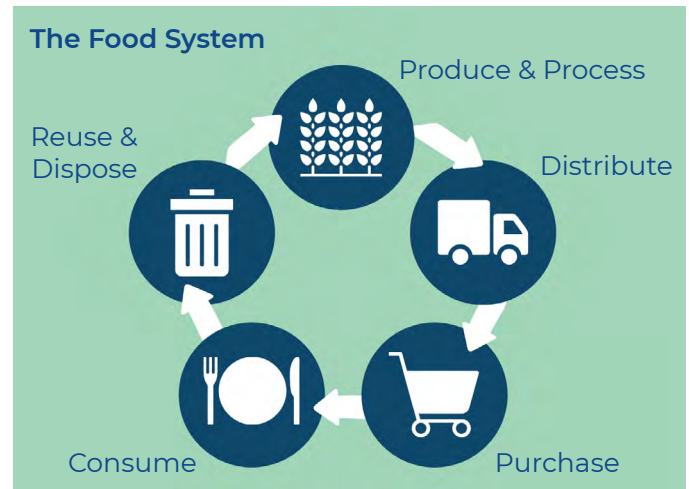 The Food System
Produce & Process
Distribute
Purchase
Consume
Reuse &
Dispose